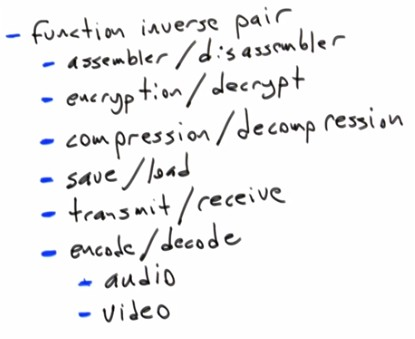 - function inverse pair
- assembler/disassembler
- encryption/decrypt
- compression/decompression
- save/load
- transmit/receive
- encode/decode
- audio
- video